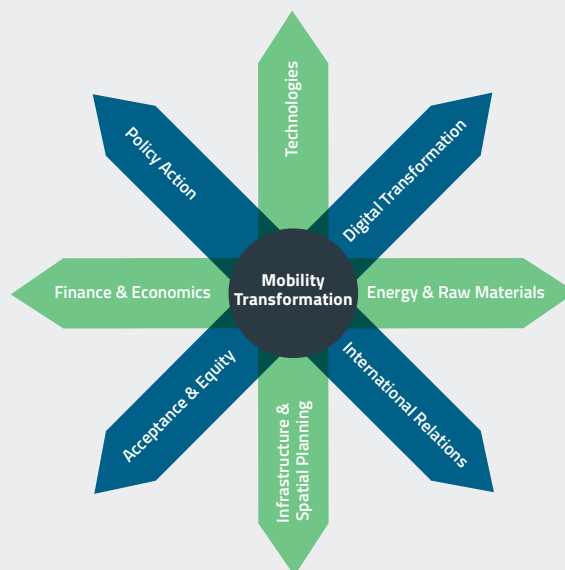 Technologies
Policy Action
Digital Transformation
Finance & Economics
Mobility
Transformation
Energy & Raw Materials
Acceptance & Equity
Infrastructure &
Spatial Planning
International Relations